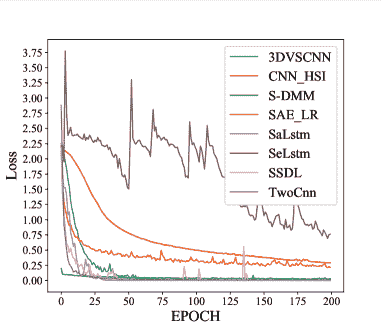 3.75
3.50
3.25
3.00
2.75
2.50
2.25
2.00
1.75
1.50
1.25
1.00
0.75
0.50
0.25
0.00
Loss
3DVSCNN
CNN_HSI
S-DMM
SAE_LR
SaLstm
SeLstm
SSDL
TwoCnn
0 25 50 75 100 125 150 175 200
EPOCH